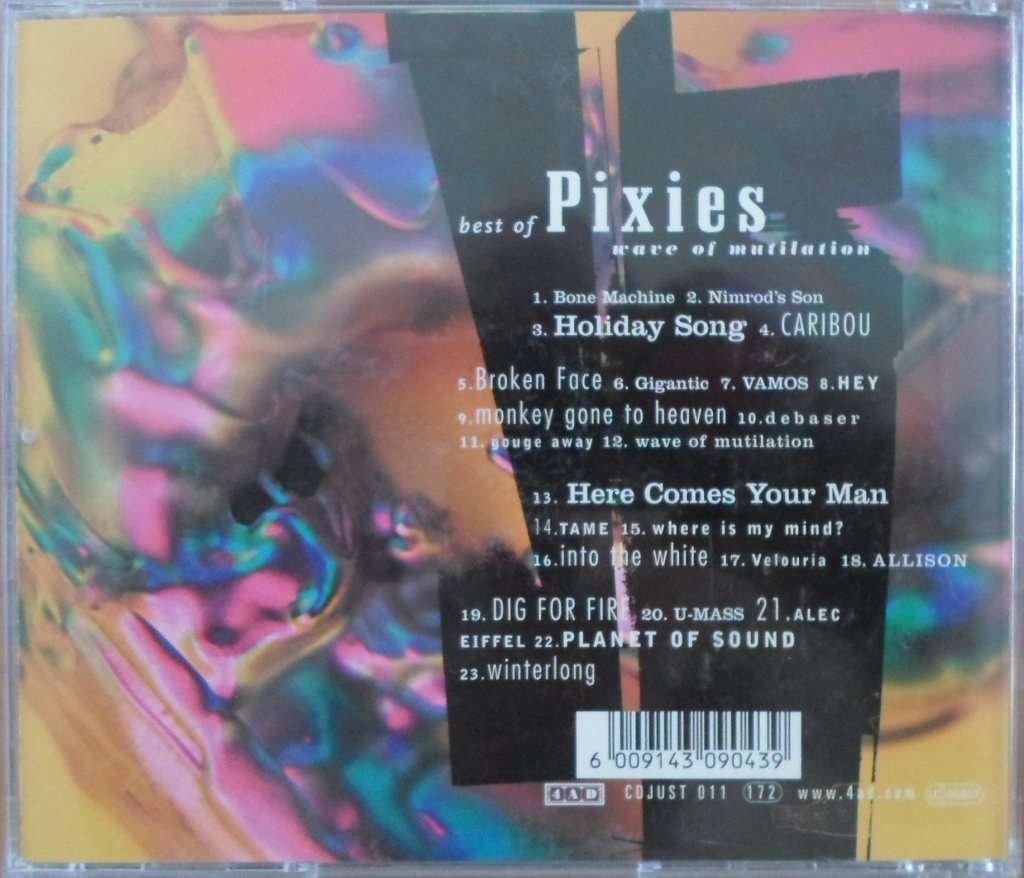 best of Pixies
wave of mutilation
1. Bone Machine 2. Nimrod's Son
3. Holiday Song 4. CARIBOU
5. Broken Face 6. Gigantic 7. VAMOS 8. HEY
9. monkey gone to heaven 10. debaser
11. gouge away 12. wave of mutilation
13. Here Comes Your Man
14. TAME 15. where is my mind?
16. into the white 17. Velouria 18. ALLISON
19. DIG FOR FIRE 20. U-MASS 21. ALEC
EIFFEL 22. PLANET OF SOUND
23. winterlong
6 009143 090439
4AD CDJUST 011 172 www.4ad.com